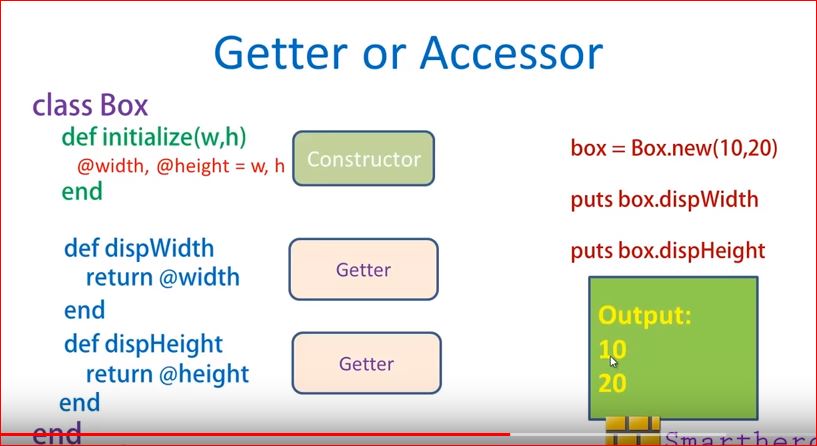 Getter or Accessor
class Box
def initialize(w,h)
@width, @height = w, h
end
Constructor
def dispWidth
return @width
end
Getter
def dispHeight
return @height
end
Getter
end
box = Box.new(10,20)
puts box.dispWidth
puts box.dispHeight
Output:
10
20